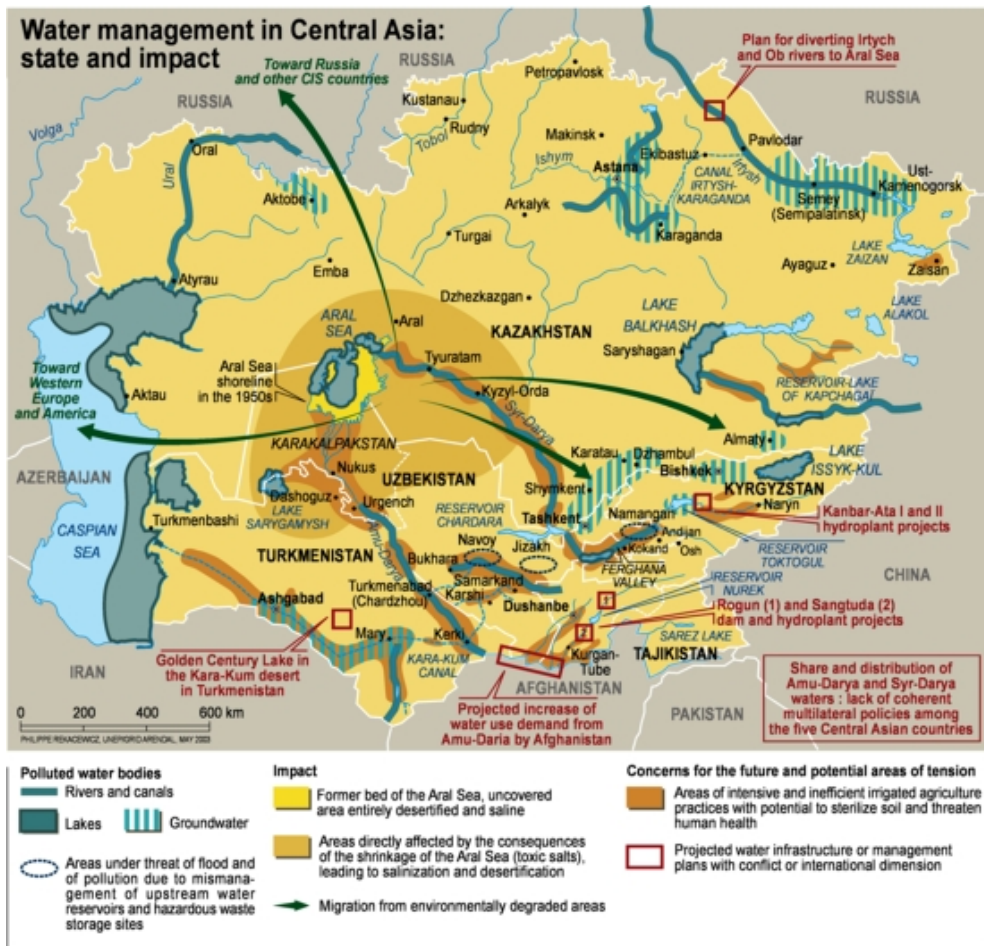 Water management in Central Asia:
state and impact
Toward Russia
and other CIS countries
RUSSIA
RUSSIA
RUSSIA
Plan for diverting Irtych
and Ob rivers to Aral Sea
Petropavlosk
Kustanau
Rudny
Tobol
Volga
Oral
Ural
Makinsk
Ishym
Astana
Ekibastuz
Pavlodar
Irtysh
CANAL
IRTYSH-
KARAGANDA
Ust-
Kamenogorsk
Semey
(Semipalatinsk)
Aktobe
Arkalyk
Karaganda
Turgai
LAKE
ZAIZAN
Zaisan
Ayaguz
Emba
Atyrau
Dzhezkazgan
LAKE
ALAKOL
ARAL
SEA
Aral
KAZAKHSTAN
LAKE
BALKHASH
Saryshagan
Tyuratam
Aral Sea
shoreline
in the 1950s
Toward
Western
Europe
and America
Aktau
Kyzyl-Orda
Syr-Darya
RESERVOIR-LAKE
OF KAPCHAGAI
Almaty
KARAKALPAKSTAN
Karatau
Dzhambul
Bishkek
LAKE
ISSYK-KUL
AZERBAIJAN
Nukus
UZBEKISTAN
Shymkent
KYRGYZSTAN
Dashoguz
Urgench
LAKE
SARYGAMYSH
RESERVOIR
CHARDARA
Tashkent
Namangan
Naryn
Kanbar-Ata I and II
hydroplant projects
CASPIAN
SEA
Turkmenbashi
Andijan
Navoy
Jizakh
Kokand
Osh
RESERVOIR
TOKTOGUL
TURKMENISTAN
Amu-Darya
Bukhara
FERGHANA
VALLEY
RESERVOIR
NUREK
CHINA
Samarkand
Turkmenabad
(Chardzhou)
Karshi
Dushanbe
1
Rogun (1) and Sangtuda (2)
dam and hydroplant projects
Ashgabad
Mary
Kerki
2
Kurgan-
Tube
SAREZ LAKE
TAJIKISTAN
Golden Century Lake in
the Kara-Kum desert
in Turkmenistan
KARA-KUM
CANAL
IRAN
AFGHANISTAN
Projected increase of
water use demand from
Amu-Daria by Afghanistan
PAKISTAN
Share and distribution of
Amu-Darya and Syr-Darya
waters : lack of coherent
multilateral policies among
the five Central Asian countries
0 200 400 600 km
PHILIPPE REKACEWICZ, UNEP/GRID ARENDAL, MAY 2003
Polluted water bodies
Rivers and canals
Lakes
Groundwater
Areas under threat of flood and
of pollution due to mismana-
gement of upstream water
reservoirs and hazardous waste
storage sites
Impact
Former bed of the Aral Sea, uncovered
area entirely desertified and saline
Areas directly affected by the consequences
of the shrinkage of the Aral Sea (toxic salts),
leading to salinization and desertification
Migration from environmentally degraded areas
Concerns for the future and potential areas of tension
Areas of intensive and inefficient irrigated agriculture
practices with potential to sterilize soil and threaten
human health
Projected water infrastructure or management
plans with conflict or international dimension